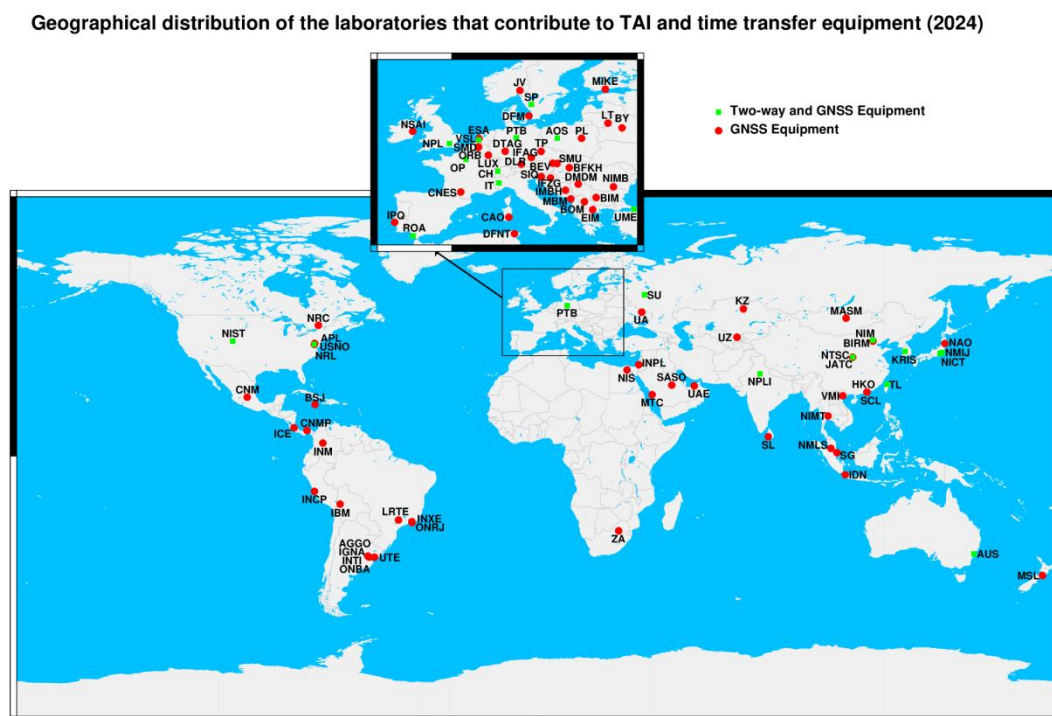 Geographical distribution of the laboratories that contribute to TAI and time transfer equipment (2024)
Two-way and GNSS Equipment
GNSS Equipment
JV
MIKE
SP
DFM
LT
BY
NSAI
ESA
PTB
AOS
PL
VSL
NPL
SMD
DTAG
TP
ORB
IFAG
OP
LUX
DLR
BEV
SMU
BFKH
CH
SIQ
DMDM
IT
IFZG
NIMB
CNES
IMBH
MBM
BIM
BOM
EIM
UME
IPQ
CAO
ROA
DFNT
SU
PTB
UA
KZ
MASM
NRC
NIST
APL
USNO
NRL
UZ
NIM
BIRM
NAO
NMIJ
NICT
KRIS
NTSC
JATC
INPL
NIS
SASO
NPLI
HKO
TL
CNM
BSJ
MTC
UAE
VMI
SCL
NIMT
ICE
CNMP
INM
SL
NMLS
SG
IDN
INCP
IBM
LRTE
INXE
ONRJ
ZA
AGGO
IGNA
INTI
UTE
ONBA
AUS
MSL